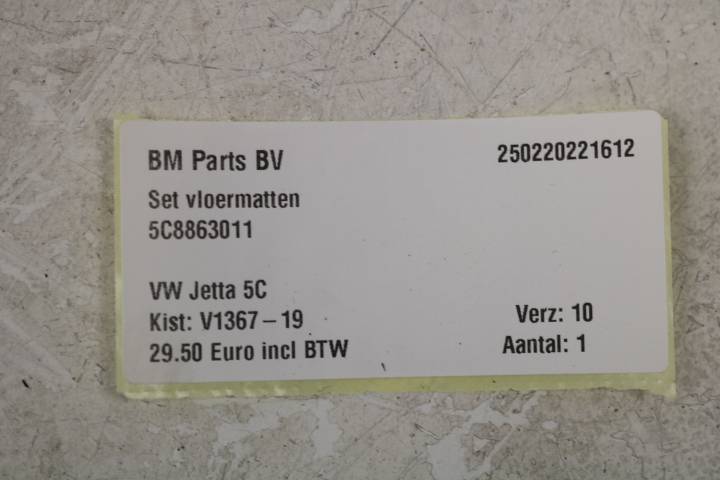 BM Parts BV 250220221612
Set vloermatten
5C8863011
VW Jetta 5C
Kist: V1367 – 19 Verz: 10
29.50 Euro incl BTW Aantal: 1